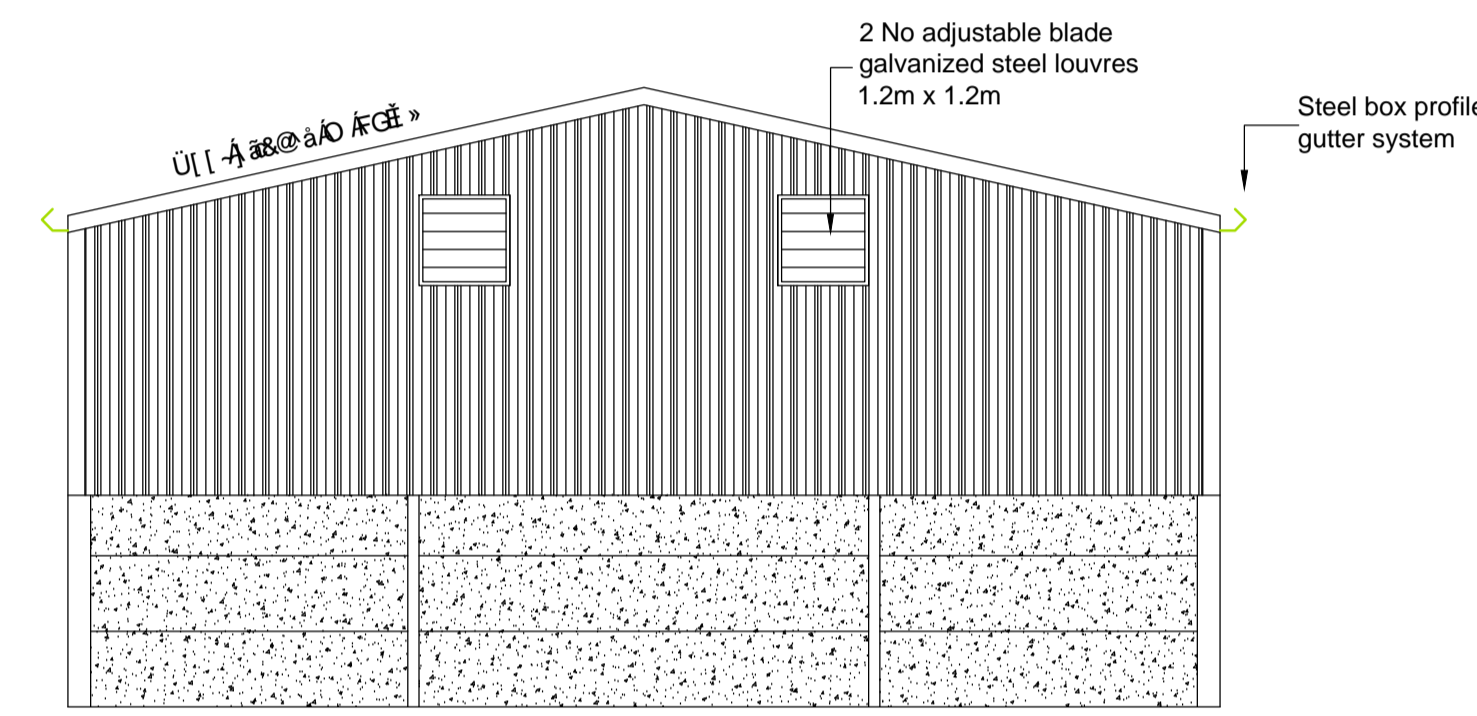 2 No adjustable blade
galvanized steel louvres
1.2m x 1.2m
Steel box profile
gutter system